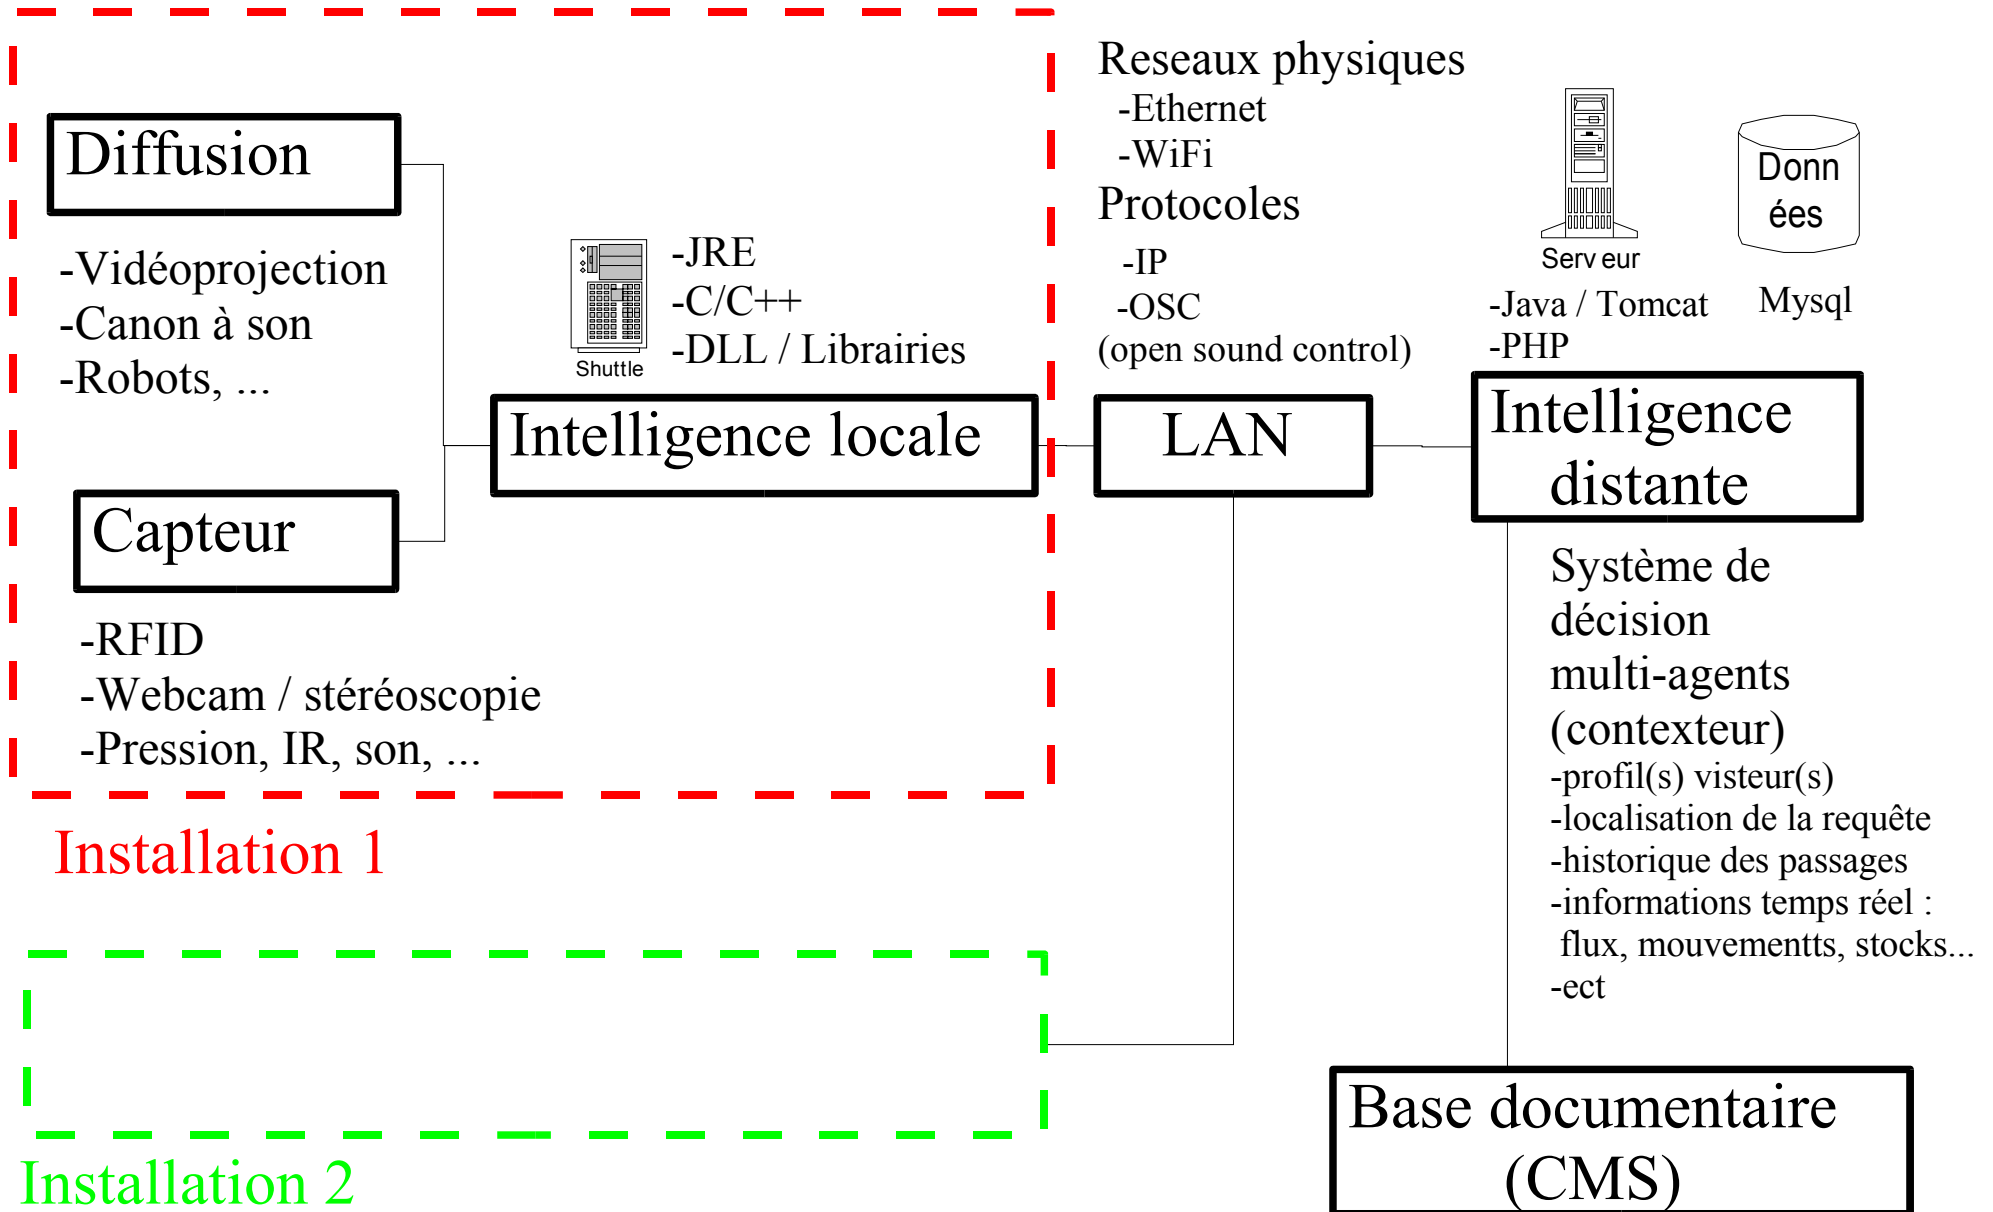 Diffusion
-Vidéoprojection
-Canon à son
-Robots, ...
Capteur
-RFID
-Webcam / stéréoscopie
-Pression, IR, son, ...
Shuttle
-JRE
-C/C++
-DLL / Librairies
Intelligence locale
Installation 1
Installation 2
Reseaux physiques
-Ethernet
-WiFi
Protocoles
-IP
-OSC
(open sound control)
LAN
Serv eur
-Java / Tomcat
-PHP
Donn
ées
Mysql
Intelligence
distante
Système de
décision
multi-agents
(contexteur)
-profil(s) visteur(s)
-localisation de la requête
-historique des passages
-informations temps réel :
flux, mouvementts, stocks...
-ect
Base documentaire
(CMS)